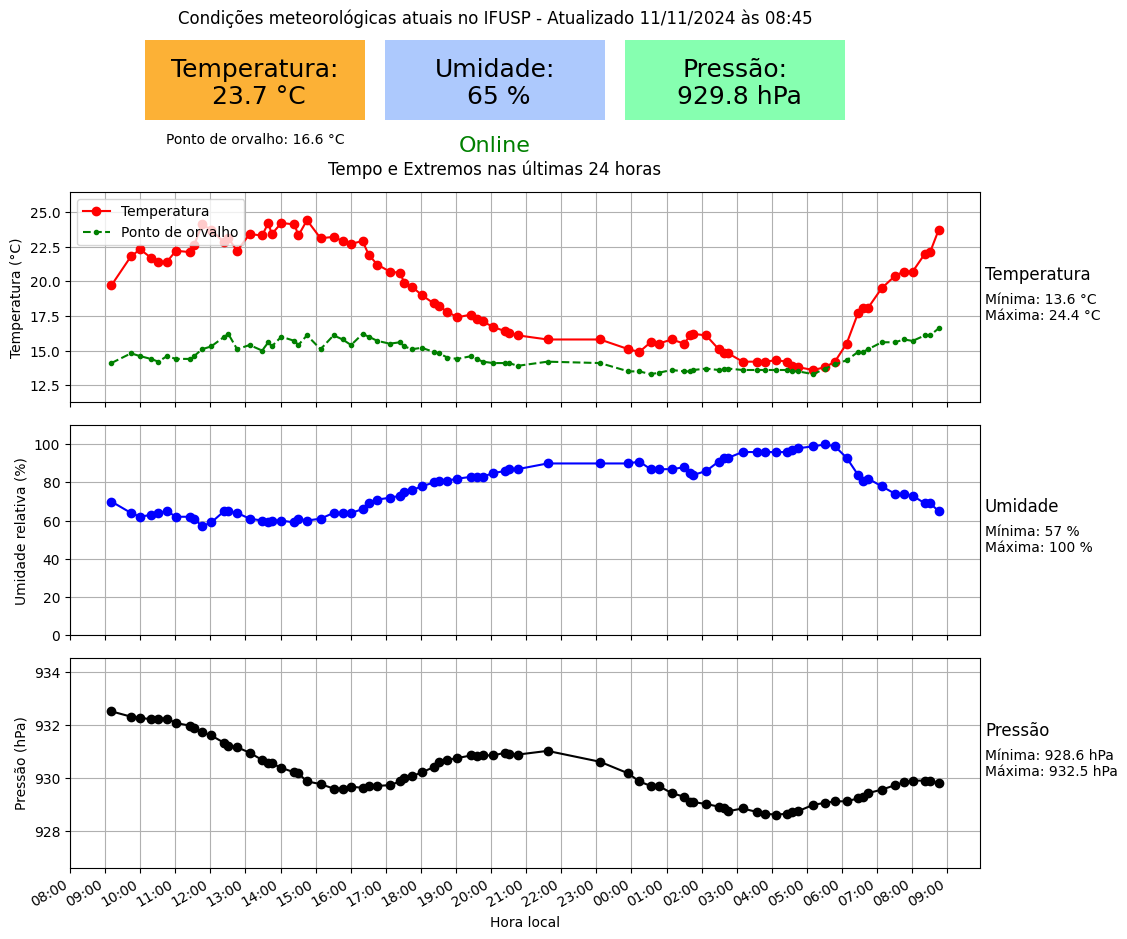 Condições meteorológicas atuais no IFUSP - Atualizado 11/11/2024 às 08:45
Temperatura:
23.7 °C
Umidade:
65 %
Pressão:
929.8 hPa
Ponto de orvalho: 16.6 °C
Online
Tempo e Extremos nas últimas 24 horas
Temperatura (°C)
25.0
22.5
20.0
17.5
15.0
12.5
Temperatura
Ponto de orvalho
Temperatura
Mínima: 13.6 °C
Máxima: 24.4 °C
Umidade relativa (%)
100
80
60
40
20
0
Umidade
Mínima: 57 %
Máxima: 100 %
Pressão (hPa)
934
932
930
928
Pressão
Mínima: 928.6 hPa
Máxima: 932.5 hPa
08:00 09:00 10:00 11:00 12:00 13:00 14:00 15:00 16:00 17:00 18:00 19:00 20:00 21:00 22:00 23:00 00:00 01:00 02:00 03:00 04:00 05:00 06:00 07:00 08:00 09:00
Hora local